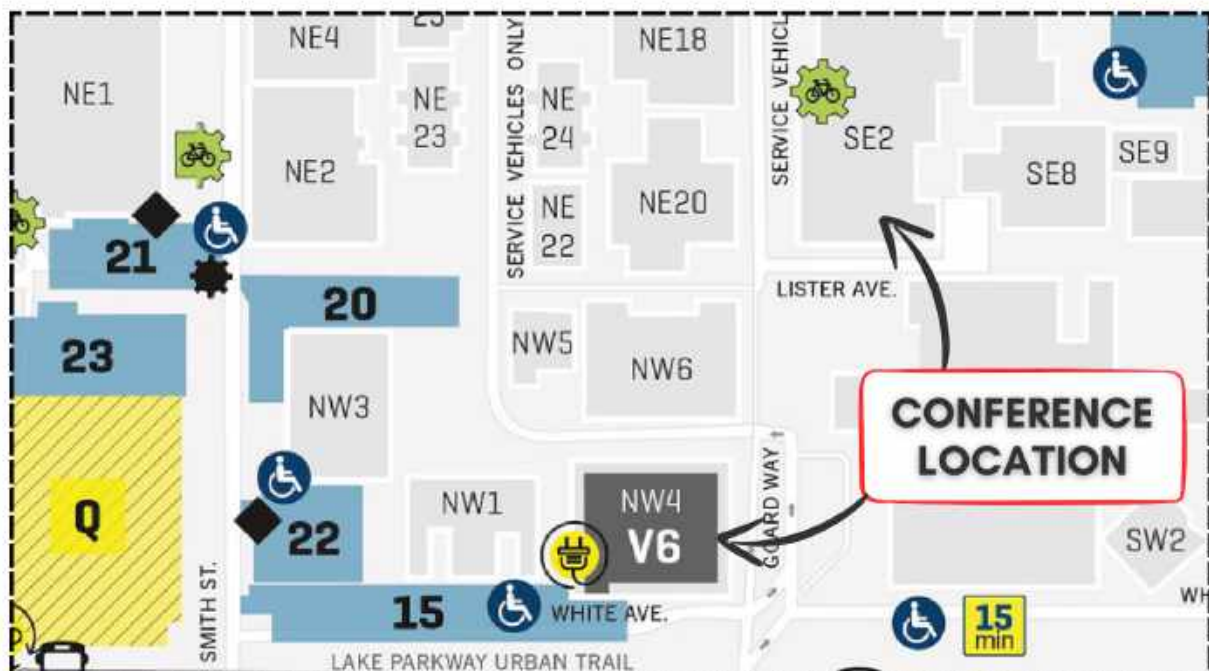 NE4
NE18
NE1
NE
23
SERVICE VEHICLES ONLY
NE
24
SERVICE VEHICL
SE2
SE9
SE8
NE2
NE
22
NE20
21
20
LISTER AVE.
23
NW5
NW6
NW3
CONFERENCE
LOCATION
Q
22
NW1
NW4
V6
GOARD WAY
SW2
SMITH ST.
15
WHITE AVE.
WH
15
min
LAKE PARKWAY URBAN TRAIL